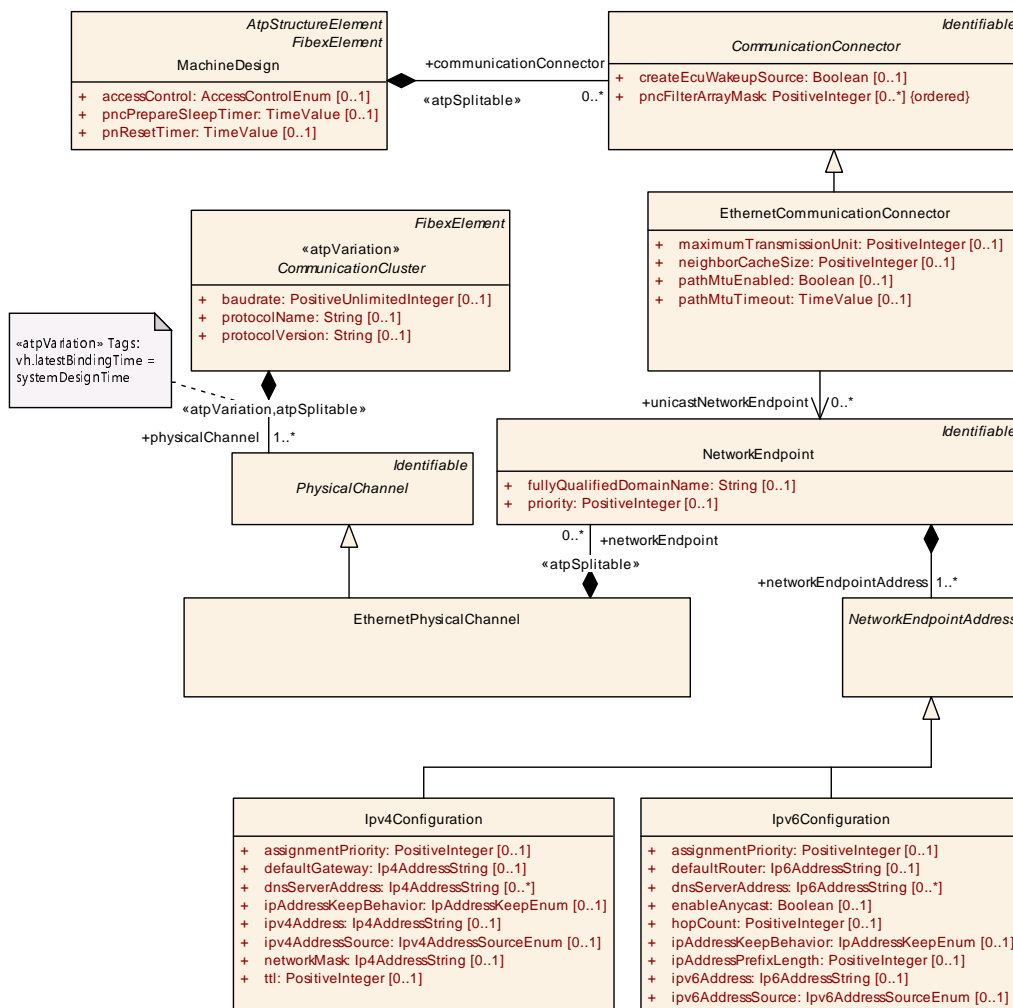 AtpStructureElement
FibexElement
MachineDesign
+ accessControl: AccessControlEnum [0..1]
+ pncPrepareSleepTimer: TimeValue [0..1]
+ pnResetTimer: TimeValue [0..1]
+communicationConnector
«atpSplitable»
0..*
Identifiable
CommunicationConnector
+ createEcuWakeupSource: Boolean [0..1]
+ pncFilterArrayMask: PositiveInteger [0..*] {ordered}
EthernetCommunicationConnector
+ maximumTransmissionUnit: PositiveInteger [0..1]
+ neighborCacheSize: PositiveInteger [0..1]
+ pathMtuEnabled: Boolean [0..1]
+ pathMtuTimeout: TimeValue [0..1]
FibexElement
«atpVariation»
CommunicationCluster
+ baudrate: PositiveUnlimitedInteger [0..1]
+ protocolName: String [0..1]
+ protocolVersion: String [0..1]
«atpVariation» Tags:
vh.latestBindingTime =
systemDesignTime
«atpVariation,atpSplitable»
+physicalChannel 1..*
+unicastNetworkEndpoint 0..*
Identifiable
PhysicalChannel
Identifiable
NetworkEndpoint
+ fullyQualifiedDomainName: String [0..1]
+ priority: PositiveInteger [0..1]
0..* +networkEndpoint
«atpSplitable»
+networkEndpointAddress 1..*
EthernetPhysicalChannel
NetworkEndpointAddress
Ipv4Configuration
+ assignmentPriority: PositiveInteger [0..1]
+ defaultGateway: Ip4AddressString [0..1]
+ dnsServerAddress: Ip4AddressString [0..*]
+ ipAddressKeepBehavior: IpAddressKeepEnum [0..1]
+ ipv4Address: Ip4AddressString [0..1]
+ ipv4AddressSource: Ipv4AddressSourceEnum [0..1]
+ networkMask: Ip4AddressString [0..1]
+ ttl: PositiveInteger [0..1]
Ipv6Configuration
+ assignmentPriority: PositiveInteger [0..1]
+ defaultRouter: Ip6AddressString [0..1]
+ dnsServerAddress: Ip6AddressString [0..*]
+ enableAnycast: Boolean [0..1]
+ hopCount: PositiveInteger [0..1]
+ ipAddressKeepBehavior: IpAddressKeepEnum [0..1]
+ ipAddressPrefixLength: PositiveInteger [0..1]
+ ipv6Address: Ip6AddressString [0..1]
+ ipv6AddressSource: Ipv6AddressSourceEnum [0..1]